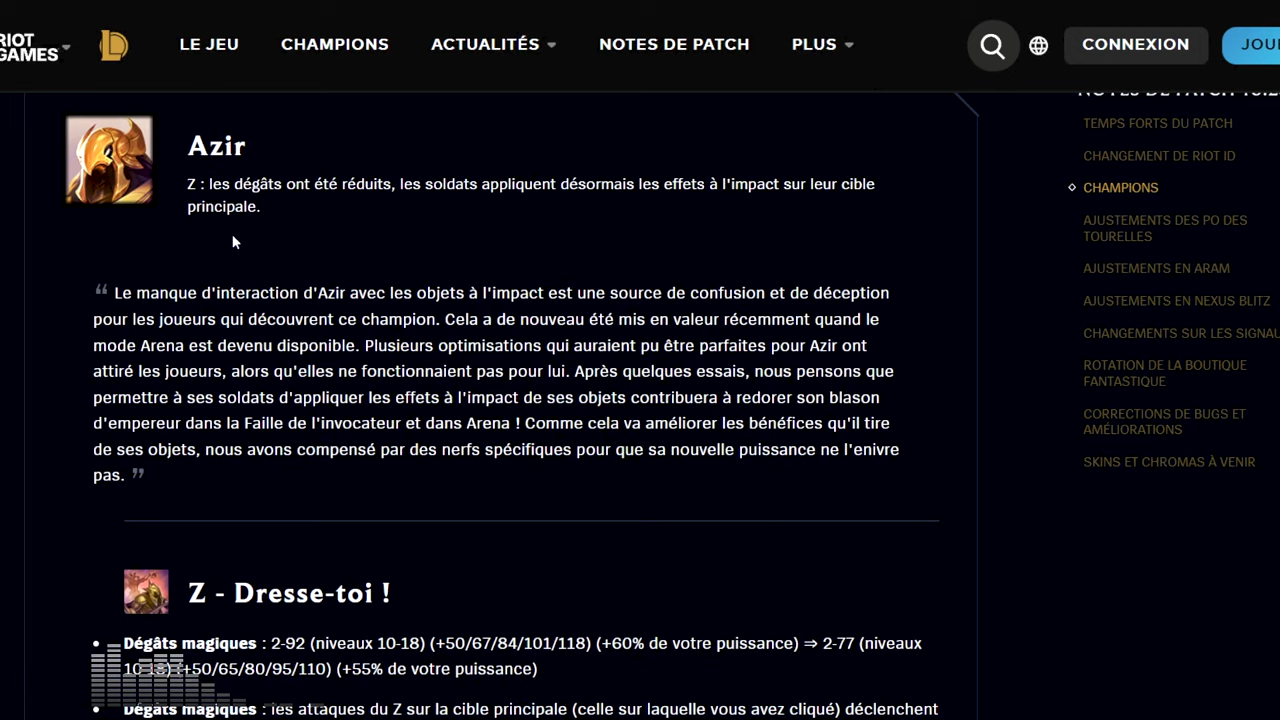 RIOT
GAMES
LE JEU
CHAMPIONS
ACTUALITÉS
NOTES DE PATCH
PLUS
CONNEXION
Azir
Z : les dégâts ont été réduits, les soldats appliquent désormais les effets à l'impact sur leur cible
principale.
“ Le manque d'interaction d'Azir avec les objets à l'impact est une source de confusion et de déception
pour les joueurs qui découvrent ce champion. Cela a de nouveau été mis en valeur récemment quand le
mode Arena est devenu disponible. Plusieurs optimisations qui auraient pu être parfaites pour Azir ont
attiré les joueurs, alors qu'elles ne fonctionnaient pas pour lui. Après quelques essais, nous pensons que
permettre à ses soldats d'appliquer les effets à l'impact de ses objets contribuera à redorer son blason
d'empereur dans la Faille de l'invocateur et dans Arena ! Comme cela va améliorer les bénéfices qu'il tire
de ses objets, nous avons compensé par des nerfs spécifiques pour que sa nouvelle puissance ne l'enivre
pas. ”
Z - Dresse-toi !
• Dégâts magiques : 2-92 (niveaux 10-18) (+50/67/84/101/118) (+60% de votre puissance) ⇒ 2-77 (niveaux
10-18) (+50/65/80/95/110) (+55% de votre puissance)
• Dégâts magiques : les attaques du Z sur la cible principale (celle sur laquelle vous avez cliqué) déclenchent
NOTES DE PATCH
TEMPS FORTS DU PATCH
CHANGEMENT DE RIOT ID
CHAMPIONS
AJUSTEMENTS DES PO DES
TOURELLES
AJUSTEMENTS EN ARAM
AJUSTEMENTS EN NEXUS BLITZ
CHANGEMENTS SUR LES
ROTATION DE LA BOUTIQUE
FANTASTIQUE
CORRECTIONS DE BUGS ET
AMÉLIORATIONS
SKINS ET CHROMAS À VENIR